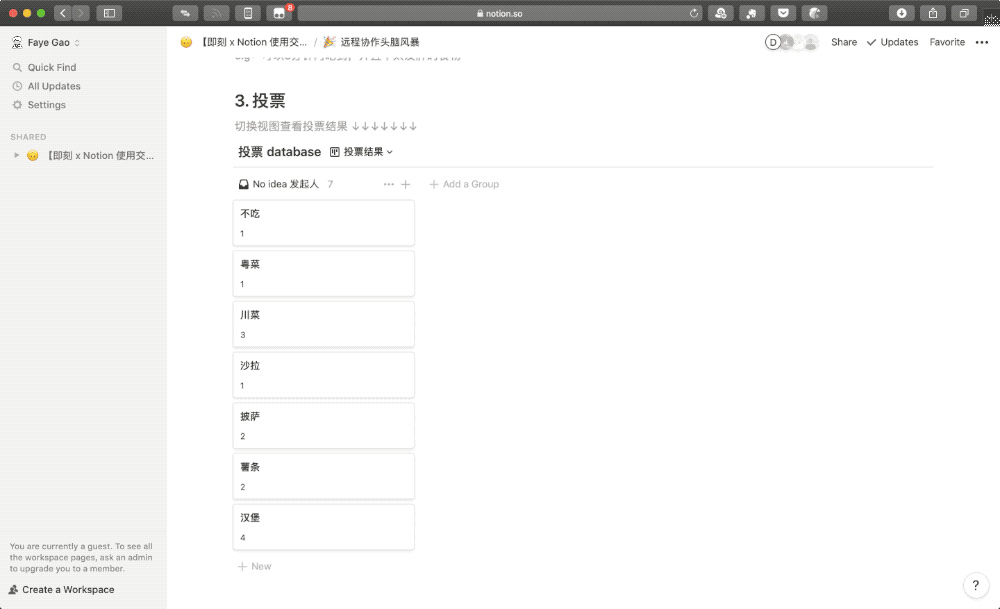 8
notion.so
Faye Gao
【即刻 x Notion 使用交... / 远程协作头脑风暴
D
Share
Updates
Favorite
Quick Find
All Updates
Settings
SHARED
【即刻 x Notion 使用交...
3. 投票
切换视图查看投票结果 ↓↓↓↓↓↓↓
投票 database 投票结果
No idea 发起人 7
Add a Group
不吃
1
粤菜
1
川菜
3
沙拉
1
披萨
2
薯条
2
汉堡
4
New
You are currently a guest. To see all
the workspace pages, ask an admin
to upgrade you to a member.
Create a Workspace
?